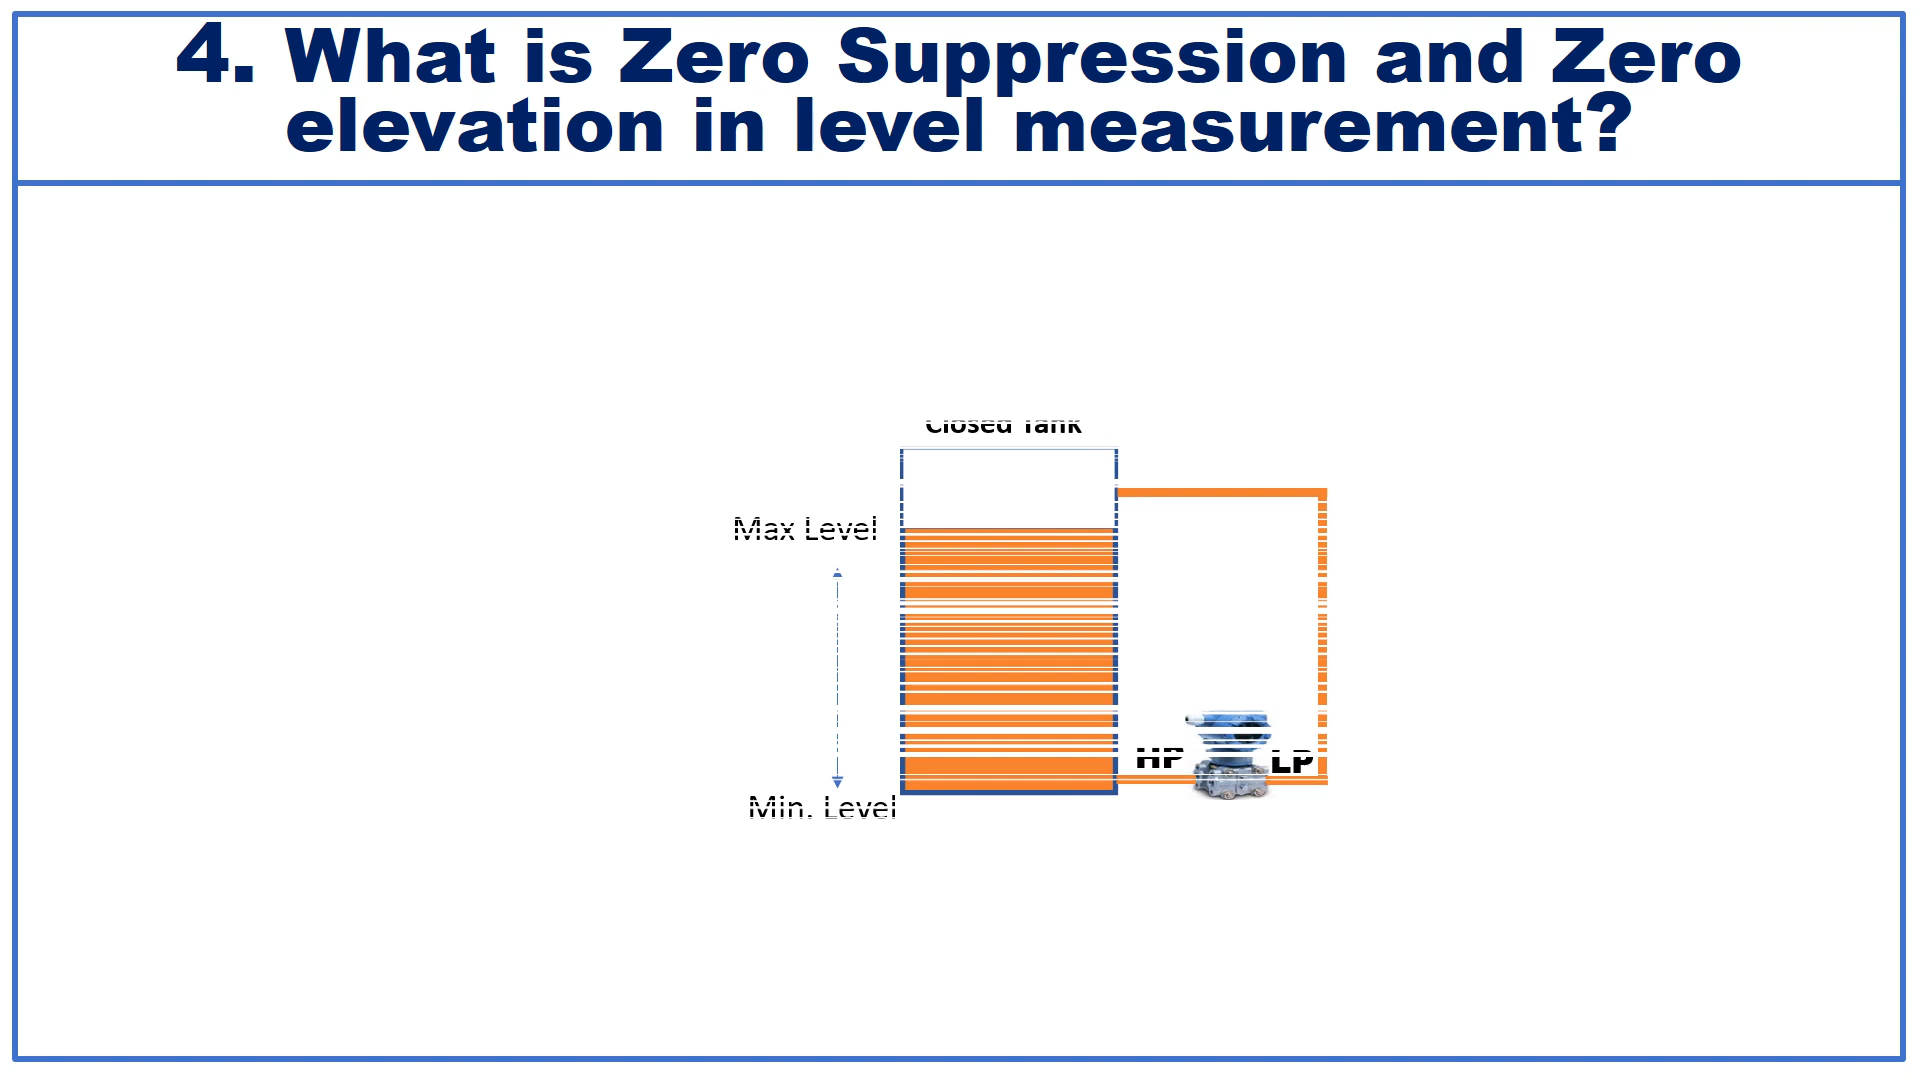 4. What is Zero Suppression and Zero
elevation in level measurement?
Closed Tank
Max Level
HP
LP
Min. Level